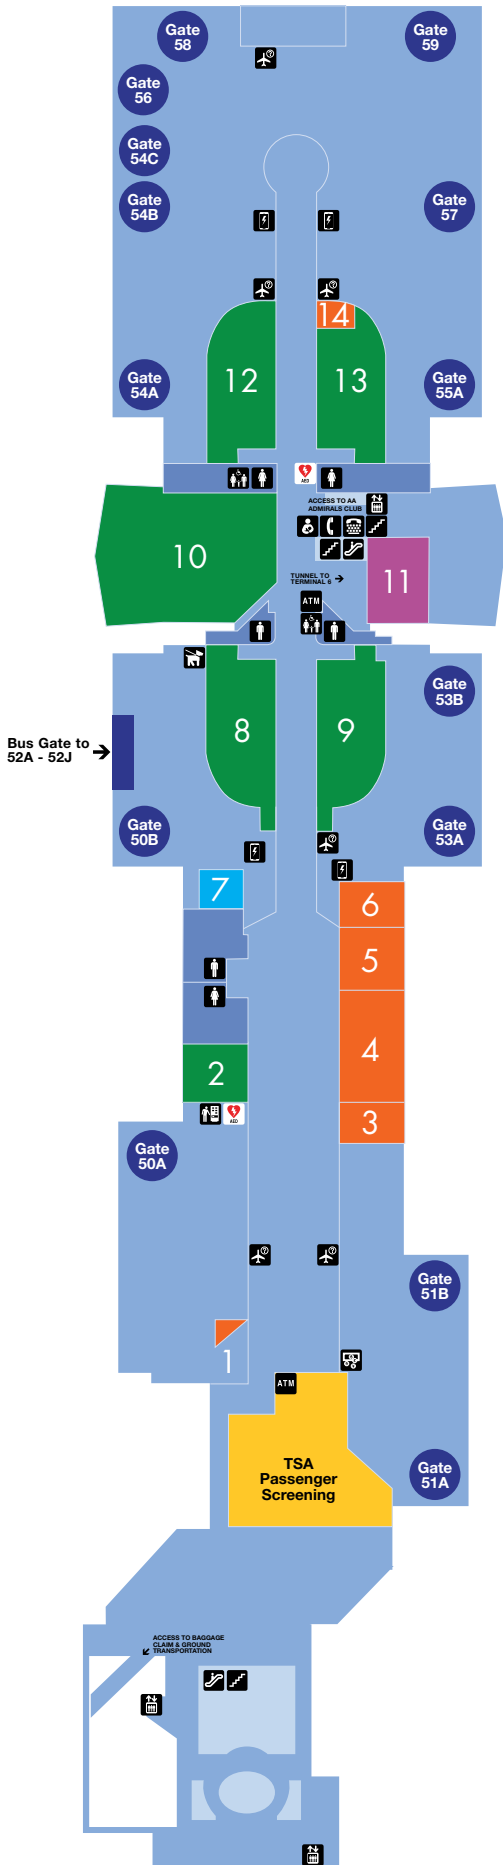 Gate
58
Gate
59
?
Gate
56
Gate
54C
Gate
54B
Gate
57
?
?
14
12
13
Gate
54A
Gate
55A
AED
ACCESS TO AA
ADMIRALS CLUB
10
TUNNEL TO
TERMINAL 6
11
ATM
8
9
Gate
53B
Bus Gate to
52A - 52J
Gate
50B
Gate
53A
?
7
6
5
4
2
3
AED
Gate
50A
?
?
Gate
51B
1
ATM
TSA
Passenger
Screening
Gate
51A
ACCESS TO BAGGAGE
CLAIM & GROUND
TRANSPORTATION